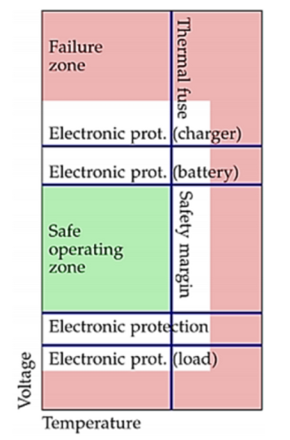 Failure
zone
Thermal fuse
Electronic prot. (charger)
Electronic prot. (battery)
Safe
operating
zone
Safety margin
Electronic protection
Electronic prot. (load)
Voltage
Temperature